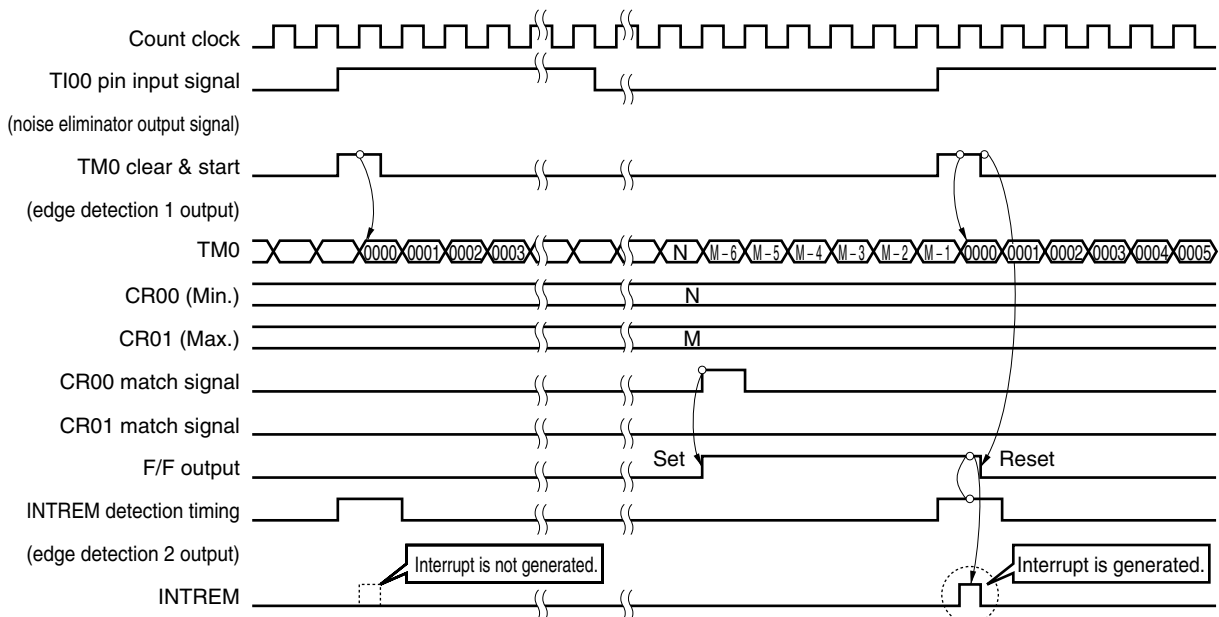 Count clock
TI00 pin input signal
(noise eliminator output signal)
TM0 clear & start
(edge detection 1 output)
TM0 0000 0001 0002 0003 N M–6 M–5 M–4 M–3 M–2 M–1 0000 0001 0002 0003 0004 0005
CR00 (Min.) N
CR01 (Max.) M
CR00 match signal
CR01 match signal
F/F output Set Reset
INTREM detection timing
(edge detection 2 output)
Interrupt is not generated. Interrupt is generated.
INTREM